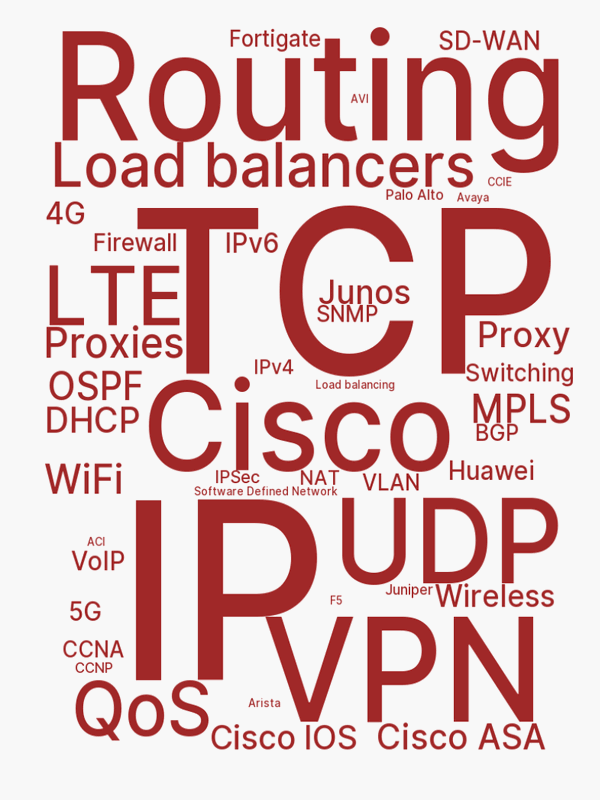 Fortigate
SD-WAN
Routing
AVI
Load balancers
CCIE
Palo Alto
Avaya
4G
TCP
Firewall
IPv6
LTE
Junos
SNMP
Proxies
Proxy
IPv4
Switching
OSPF
Load balancing
Cisco
MPLS
DHCP
BGP
WiFi
IPSec
NAT
VLAN
Huawei
Software Defined Network
IP
UDP
ACI
VoIP
Juniper
Wireless
5G
F5
VPN
CCNA
CCNP
QoS
Arista
Cisco IOS
Cisco ASA